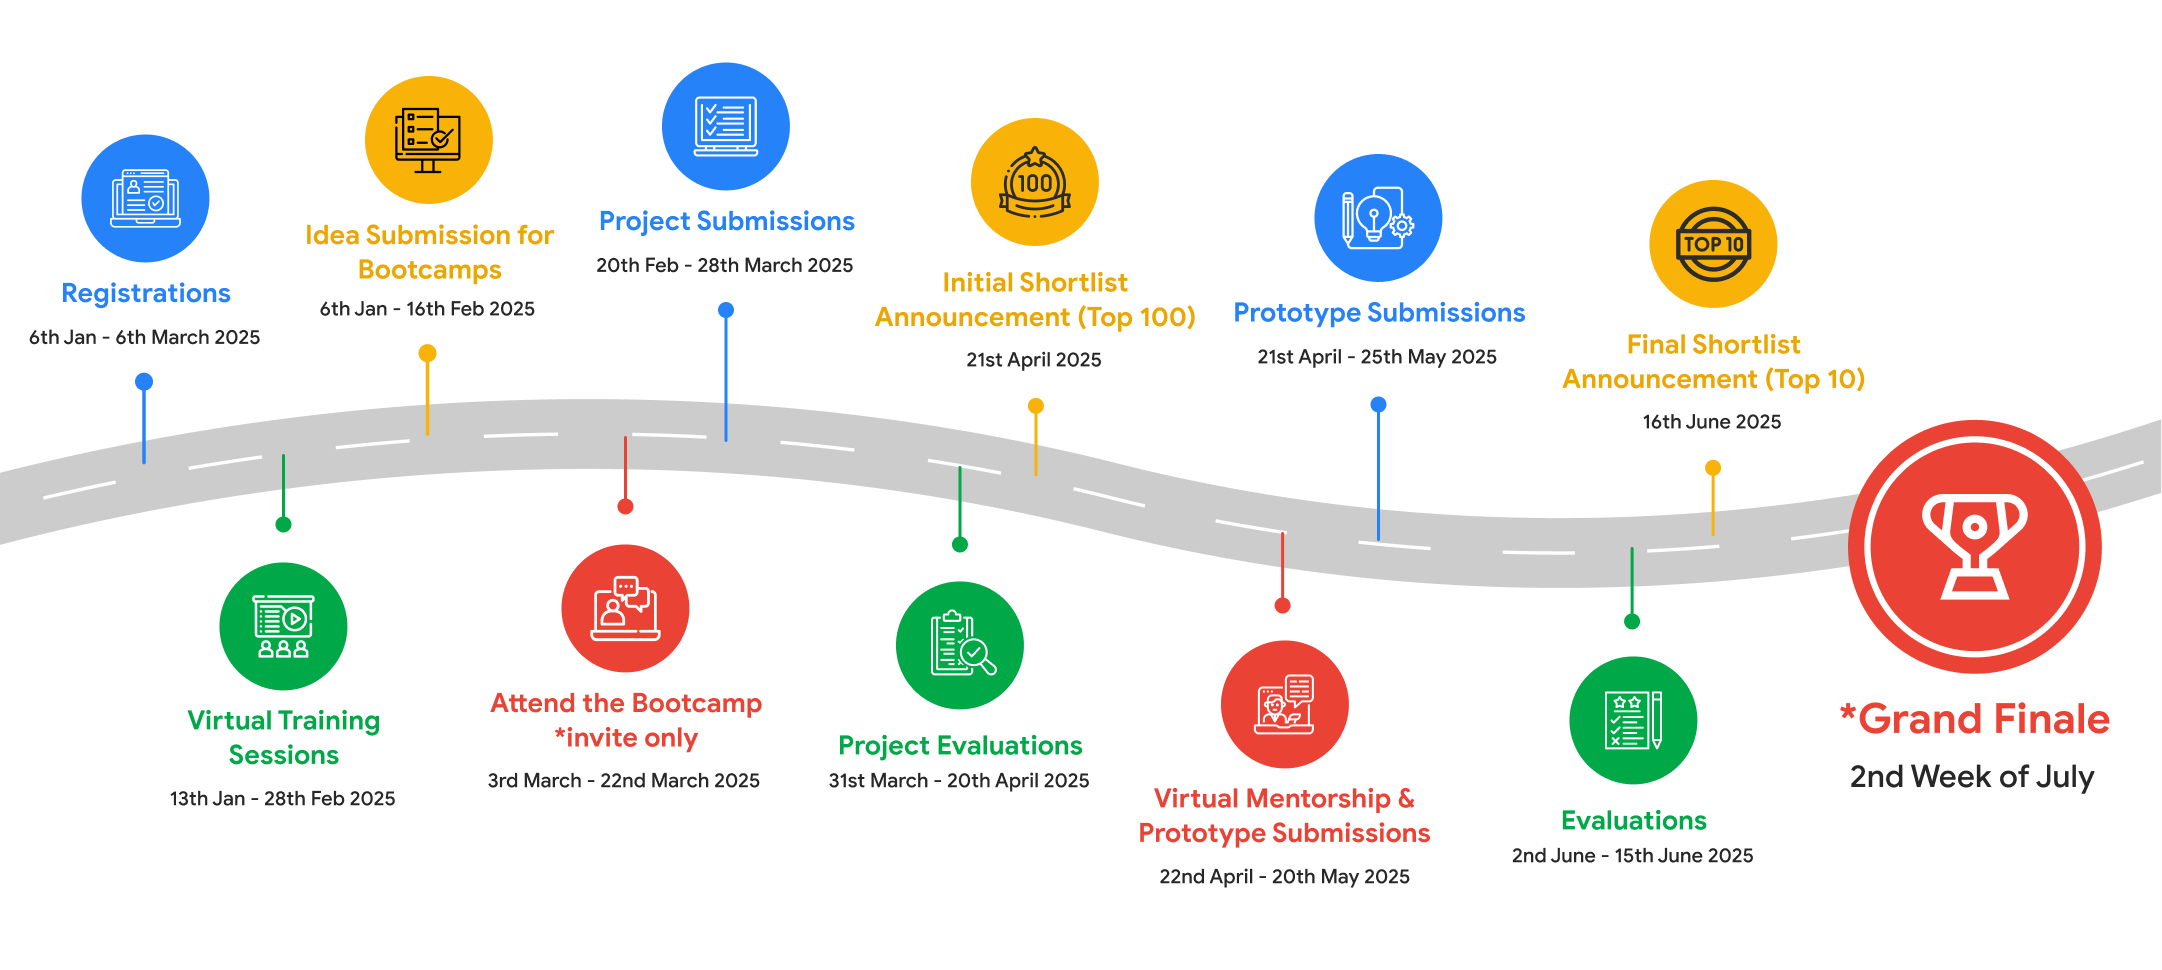 Registrations
6th Jan - 6th March 2025
Virtual Training
Sessions
13th Jan - 28th Feb 2025
Idea Submission for
Bootcamps
6th Jan - 16th Feb 2025
Attend the Bootcamp
*invite only
3rd March - 22nd March 2025
Project Submissions
20th Feb - 28th March 2025
Project Evaluations
31st March - 20th April 2025
100
Initial Shortlist
Announcement (Top 100)
21st April 2025
Virtual Mentorship &
Prototype Submissions
22nd April - 20th May 2025
Prototype Submissions
21st April - 25th May 2025
Evaluations
2nd June - 15th June 2025
TOP 10
Final Shortlist
Announcement (Top 10)
16th June 2025
*Grand Finale
2nd Week of July